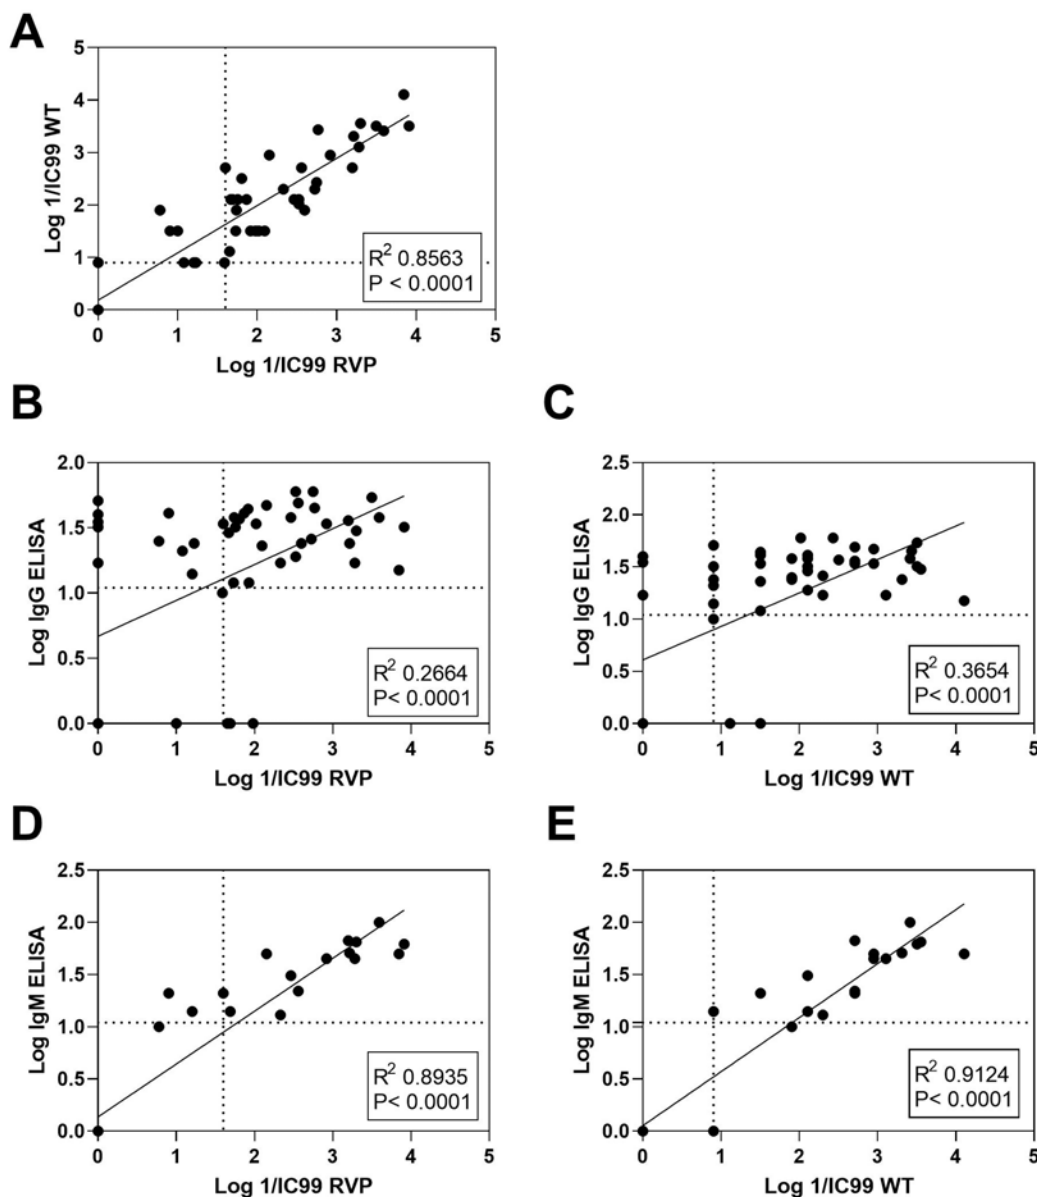 A
Log 1/IC99 WT
5
4
3
2
1
0
R2 0.8563
P < 0.0001
0 1 2 3 4 5
Log 1/IC99 RVP
B
Log IgG ELISA
2.0
1.5
1.0
0.5
0.0
R2 0.2664
P< 0.0001
0 1 2 3 4 5
Log 1/IC99 RVP
C
Log IgG ELISA
2.5
2.0
1.5
1.0
0.5
0.0
R2 0.3654
P< 0.0001
0 1 2 3 4 5
Log 1/IC99 WT
D
Log IgM ELISA
2.5
2.0
1.5
1.0
0.5
0.0
R2 0.8935
P< 0.0001
0 1 2 3 4 5
Log 1/IC99 RVP
E
Log IgM ELISA
2.5
2.0
1.5
1.0
0.5
0.0
R2 0.9124
P< 0.0001
0 1 2 3 4 5
Log 1/IC99 WT